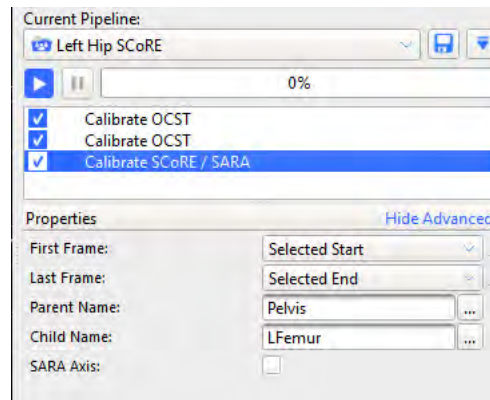 Current Pipeline:
Left Hip SCoRE
0%
Calibrate OCST
Calibrate OCST
Calibrate SCoRE / SARA
Properties Hide Advanced
First Frame: Selected Start
Last Frame: Selected End
Parent Name: Pelvis ...
Child Name: LFemur ...
SARA Axis: